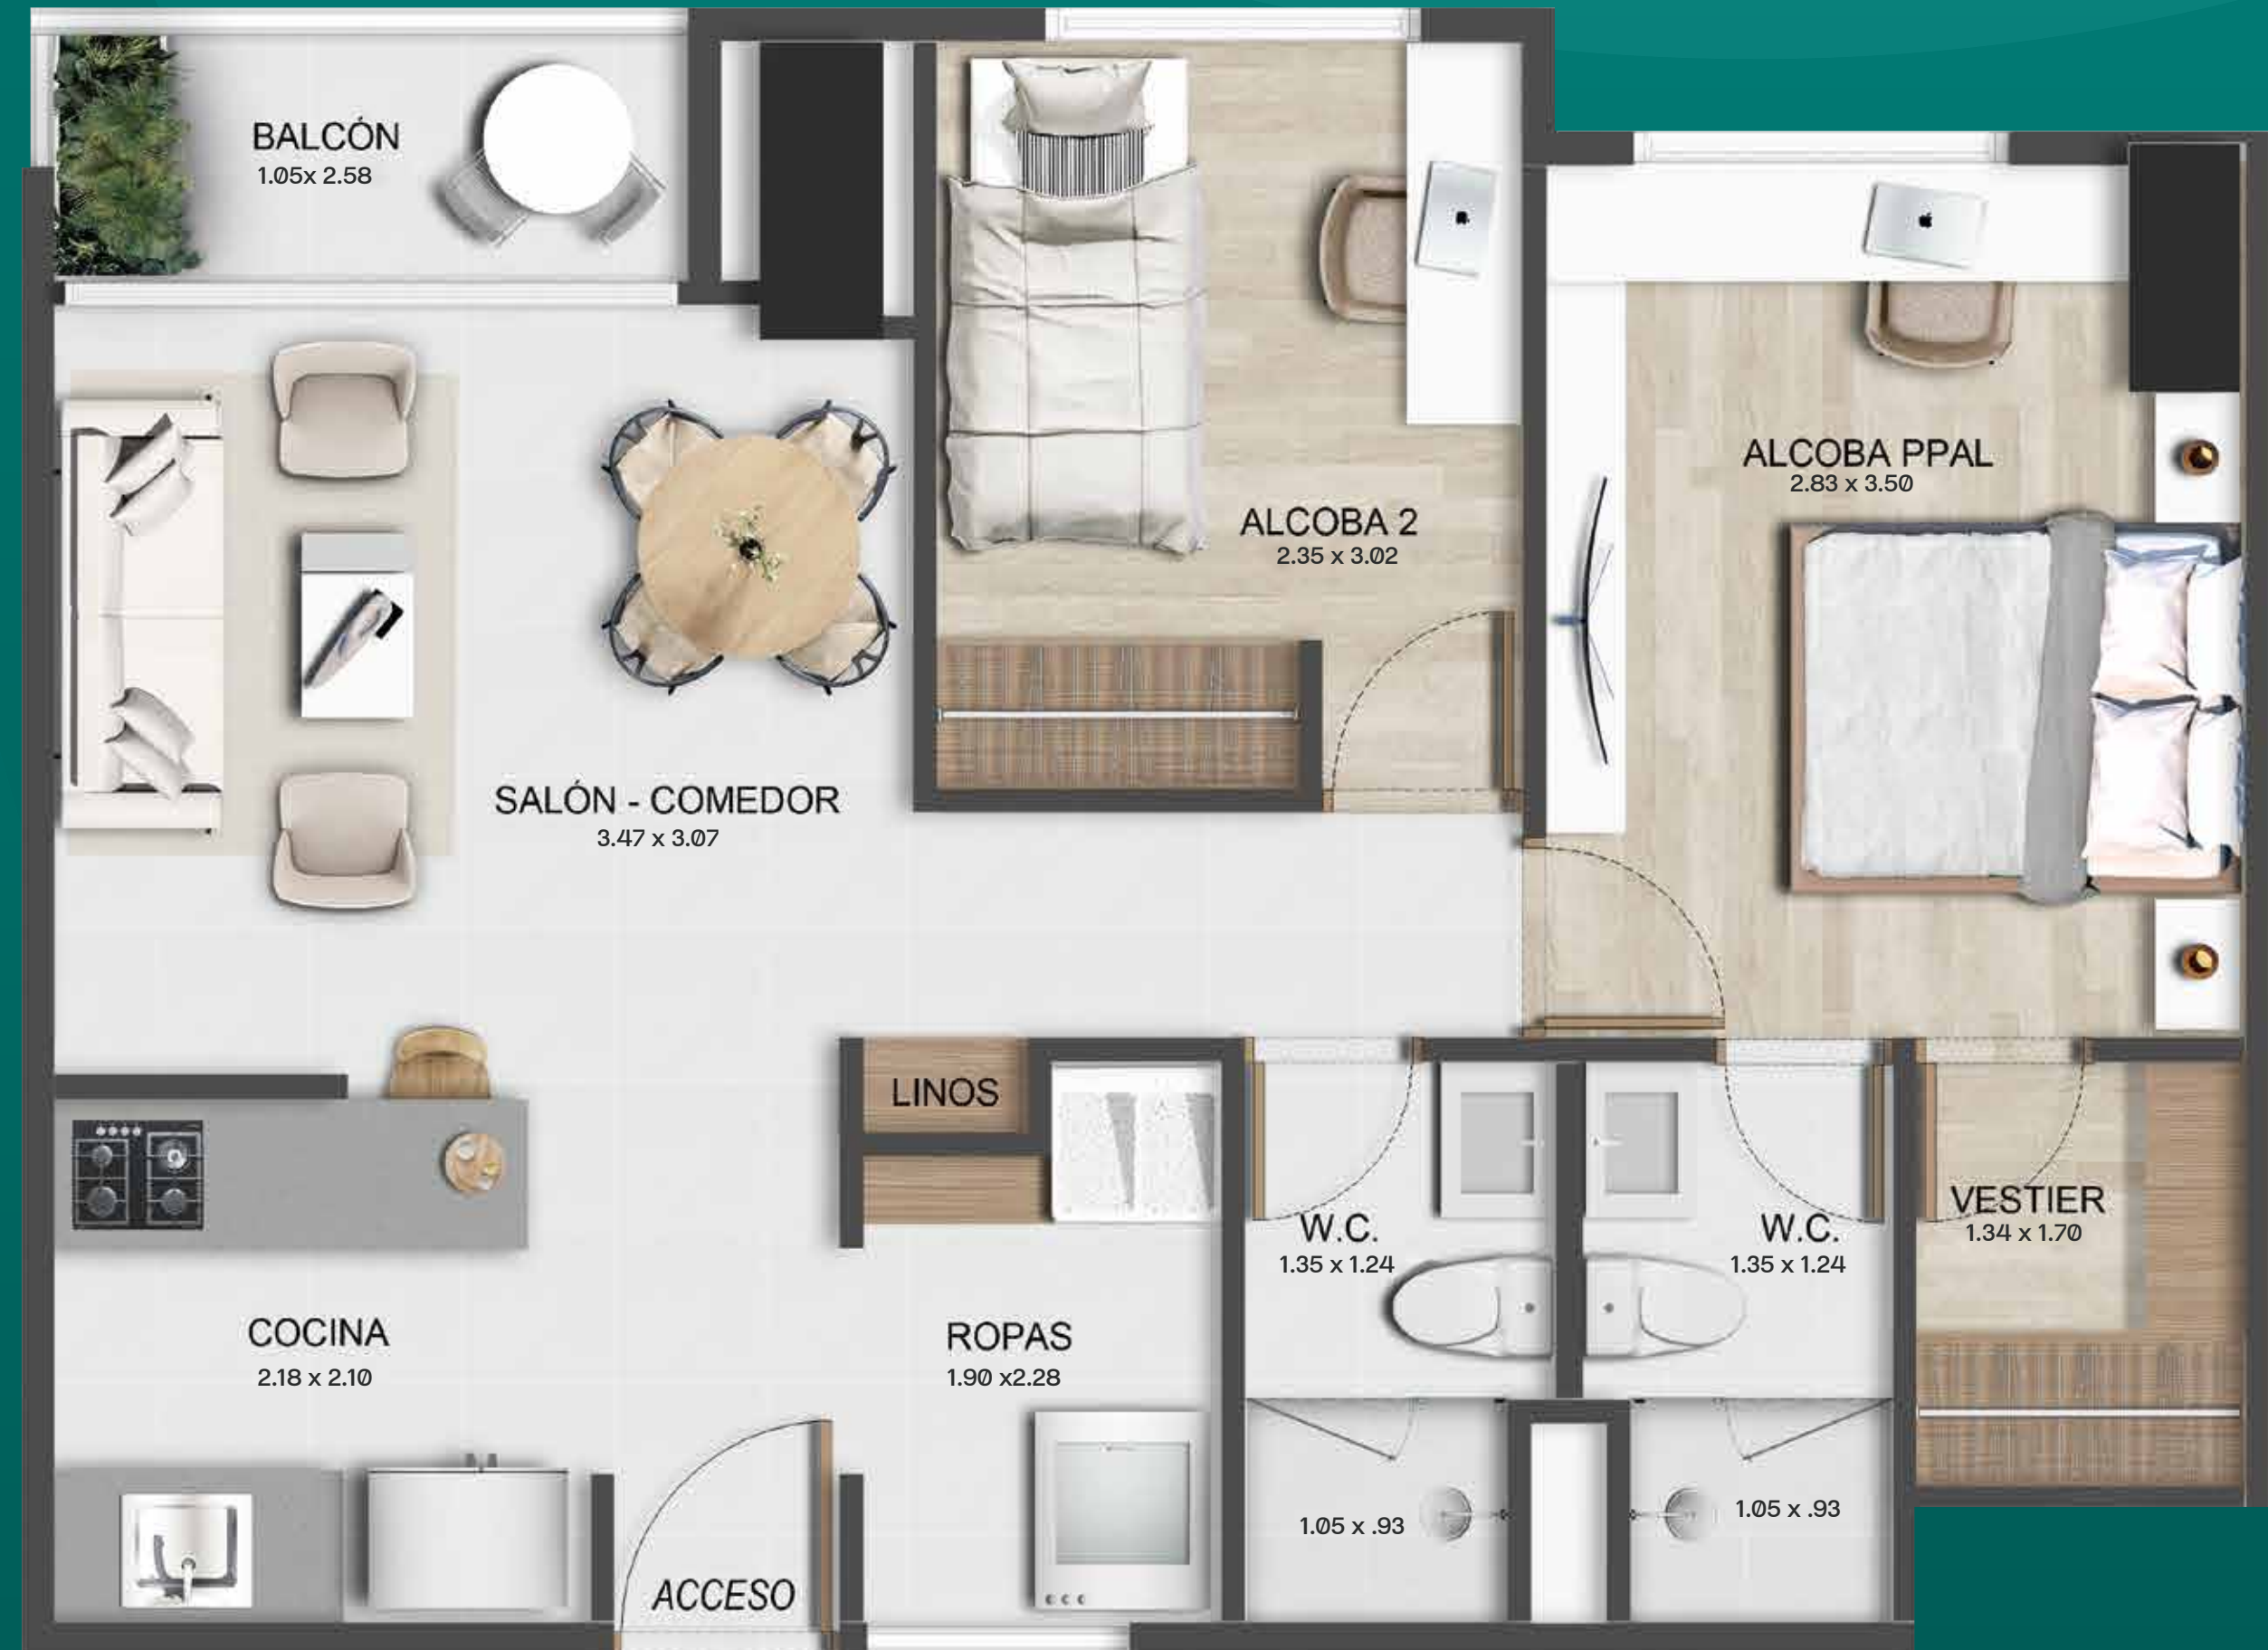 BALCÓN
1.05x 2.58
ALCOBA 2
2.35 x 3.02
ALCOBA PPAL
2.83 x 3.50
SALÓN - COMEDOR
3.47 x 3.07
LINOS
W.C.
1.35 x 1.24
W.C.
1.35 x 1.24
VESTIER
1.34 x 1.70
COCINA
2.18 x 2.10
ROPAS
1.90 x2.28
1.05 x .93
1.05 x .93
ACCESO